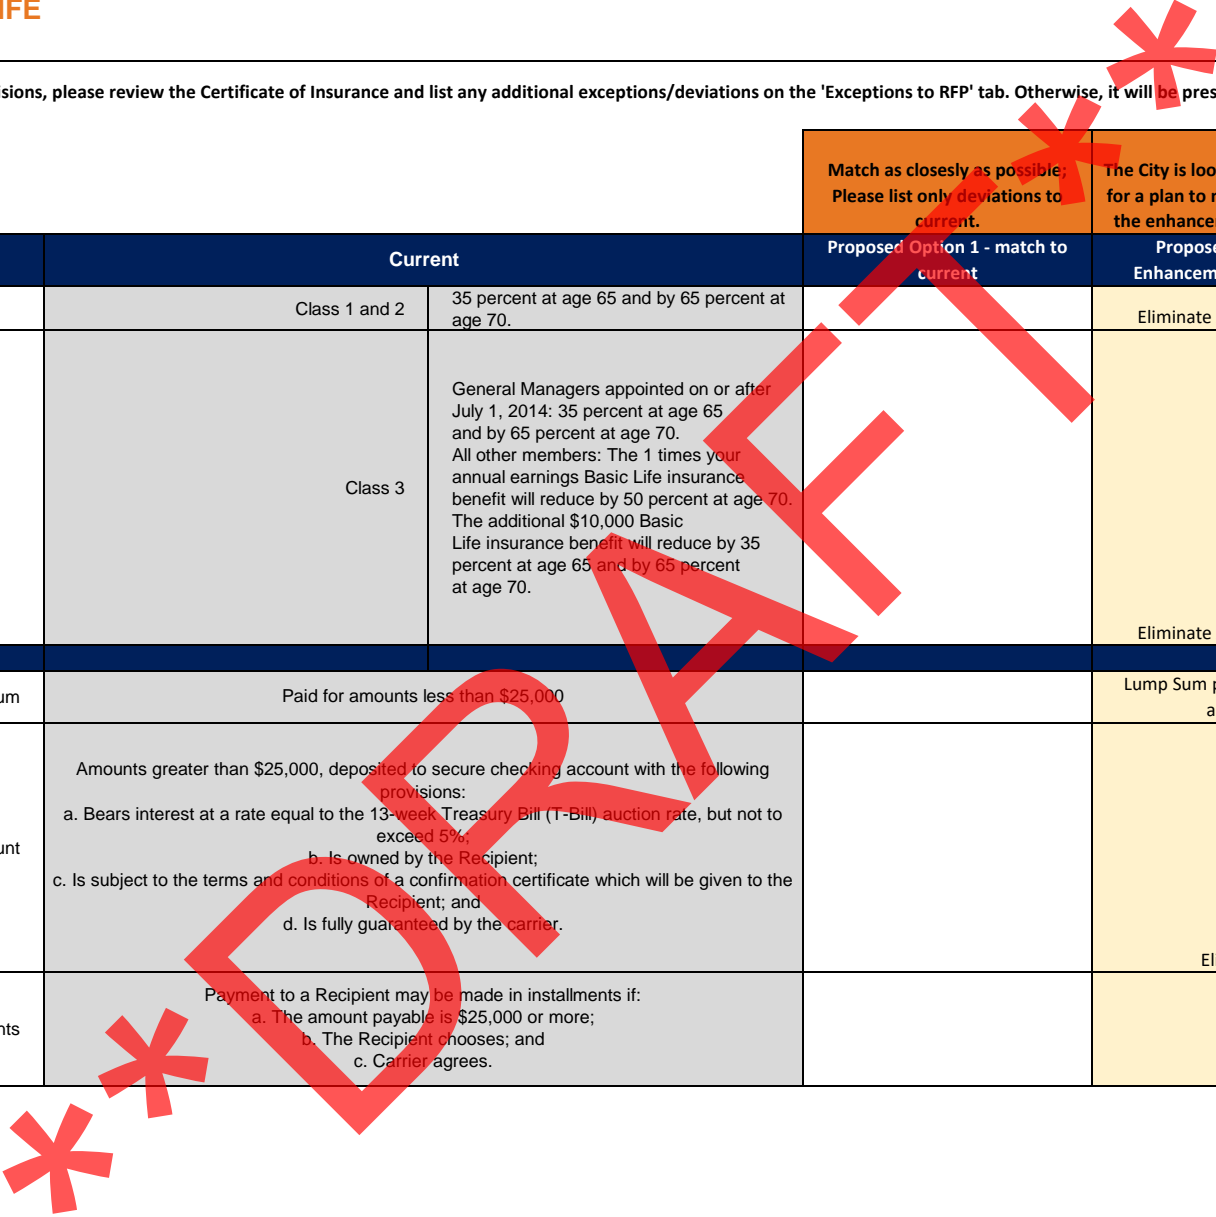 IFE
sions, please review the Certificate of Insurance and list any additional exceptions/deviations on the 'Exceptions to RFP' tab. Otherwise, it will be pres
Match as closesly as possible;
Please list only deviations to
current.
The City is loo
for a plan to
the enhance
Current
Proposed Option 1 - match to
current
Propose
Enhancem
Class 1 and 2
35 percent at age 65 and by 65 percent at
age 70.
Eliminate
Class 3
General Managers appointed on or after
July 1, 2014: 35 percent at age 65
and by 65 percent at age 70.
All other members: The 1 times your
annual earnings Basic Life insurance
benefit will reduce by 50 percent at age 70.
The additional $10,000 Basic
Life insurance benefit will reduce by 35
percent at age 65 and by 65 percent
at age 70.
Eliminate
um
Paid for amounts less than $25,000
Lump Sum p
a
unt
Amounts greater than $25,000, deposited to secure checking account with the following
provisions:
a. Bears interest at a rate equal to the 13-week Treasury Bill (T-Bill) auction rate, but not to
exceed 5%;
b. Is owned by the Recipient;
c. Is subject to the terms and conditions of a confirmation certificate which will be given to the
Recipient; and
d. Is fully guaranteed by the carrier.
El
nts
Payment to a Recipient may be made in installments if:
a. The amount payable is $25,000 or more;
b. The Recipient chooses; and
c. Carrier agrees.
**DRAFT**